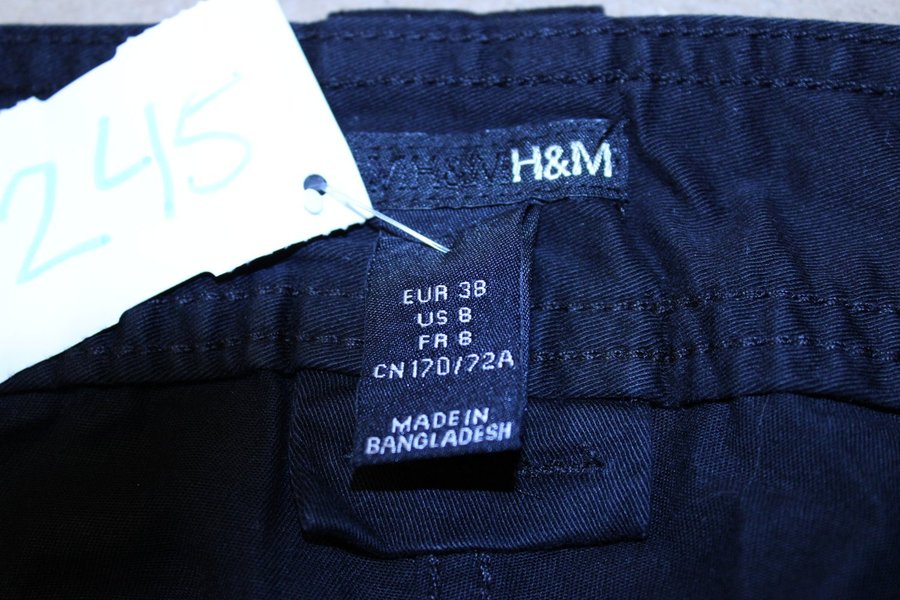 245
H&M
EUR 38
US 8
FR 8
CN 170/72A
MADE IN
BANGLADESH